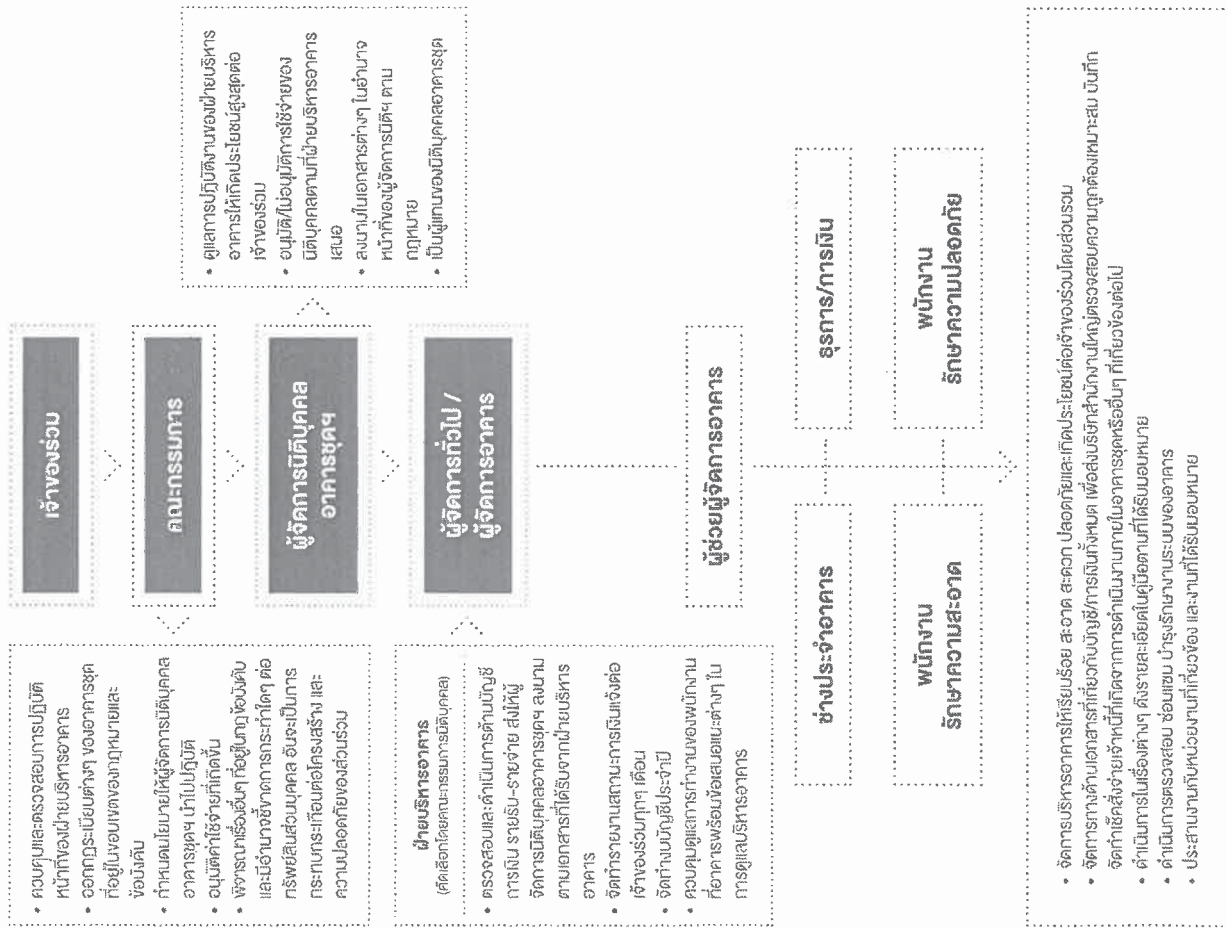 เจ้าของร่วม
คณะกรรมการ
ผู้จัดการนิติบุคคล
อาคารชุดฯ
ผู้จัดการทั่วไป /
ผู้จัดการอาคาร
ผู้ช่วยผู้จัดการอาคาร
ช่างประจำอาคาร
ธุรการ/การเงิน
พนักงาน
รักษาความสะอาด
พนักงาน
รักษาความปลอดภัย
• ควบคุมและตรวจสอบการปฏิบัติ
หน้าที่ของฝ่ายบริหารอาคาร
• ออกกฎระเบียบต่างๆ ของอาคารชุด
ที่อยู่ในขอบเขตของกฎหมายและ
ข้อบังคับ
• กำหนดนโยบายให้ผู้จัดการนิติบุคคล
อาคารชุดฯ นำไปปฏิบัติ
• อนุมัติค่าใช้จ่ายที่เกิดขึ้น
• พิจารณาเรื่องอื่นๆ ที่อยู่ในกฎข้อบังคับ
และมีอำนาจชี้ขาดการกระทำใดๆ ต่อ
ทรัพย์สินส่วนบุคคล อันจะเป็นการ
กระทบกระเทือนต่อโครงสร้าง และ
ความปลอดภัยของส่วนรวม
• ดูแลการปฏิบัติงานของฝ่ายบริหาร
อาคารให้เกิดประโยชน์สูงสุดต่อ
เจ้าของร่วม
• อนุมัติ/ไม่อนุมัติการใช้จ่ายของ
นิติบุคคลตามที่ฝ่ายบริหารอาคาร
เสนอ
• ลงนามในเอกสารต่างๆ ในอำนาจ
หน้าที่ของผู้จัดการนิติฯ ตาม
กฎหมาย
• เป็นผู้แทนของนิติบุคคลอาคารชุด
ฝ่ายบริหารอาคาร
(คัดเลือกโดยคณะกรรมการนิติบุคคล)
• ตรวจสอบและดำเนินการด้านบัญชี
การเงิน รายรับ-รายจ่าย ส่งให้ผู้
จัดการนิติบุคคลอาคารชุดฯ ลงนาม
ตามเอกสารที่ได้รับจากฝ่ายบริหาร
อาคาร
• จัดทำรายงานสถานะการเงินแจ้งต่อ
เจ้าของร่วมทุกๆ เดือน
• จัดทำงบบัญชีประจำปี
• ควบคุมดูแลการทำงานของพนักงาน
ที่อาคารพร้อมข้อเสนอแนะต่างๆ ใน
การดูแลบริหารอาคาร
• จัดการบริหารอาคารให้เรียบร้อย สะอาด สะดวก ปลอดภัยและเกิดประโยชน์ต่อเจ้าของร่วมโดยส่วนรวม
• จัดการทางด้านเอกสารที่เกี่ยวกับบัญชี/การเงินทั้งหมด เพื่อส่งบริษัทสำนักงานใหญ่ตรวจสอบความถูกต้องเหมาะสม บันทึก
จัดทำเช็คสั่งจ่ายเจ้าหนี้ที่เกิดจากการดำเนินงานภายในอาคารชุดหรืออื่นๆ ที่เกี่ยวข้องต่อไป
• ดำเนินการในเรื่องต่างๆ ดังรายละเอียดในคู่มือตามที่ได้รับมอบหมาย
• ดำเนินการตรวจสอบ ซ่อมแซม บำรุงรักษางานระบบของอาคาร
• ประสานงานกับหน่วยงานที่เกี่ยวข้อง และงานที่ได้รับมอบหมาย